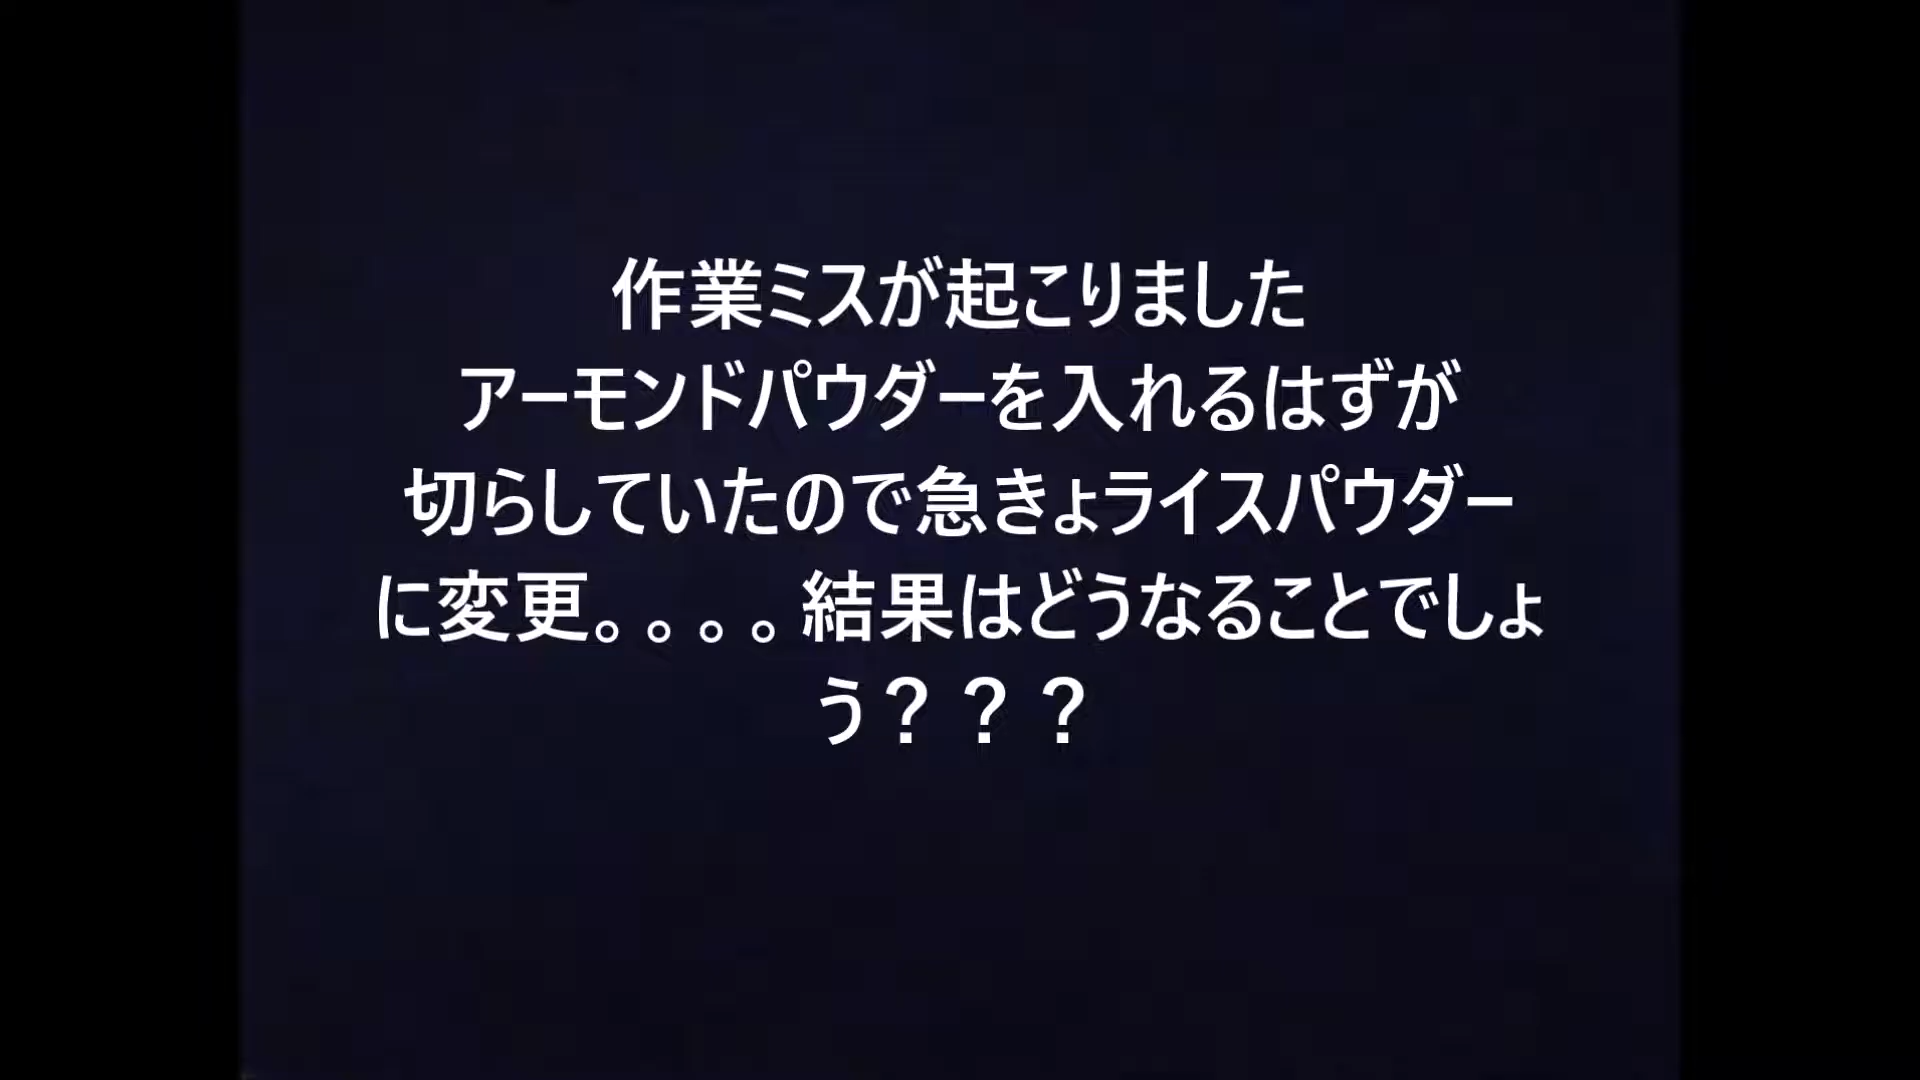 作業ミスが起こりました
アーモンドパウダーを入れるはずが
切らしていたので急きょライスパウダー
に変更。。。。結果はどうなることでしょ
う？？？